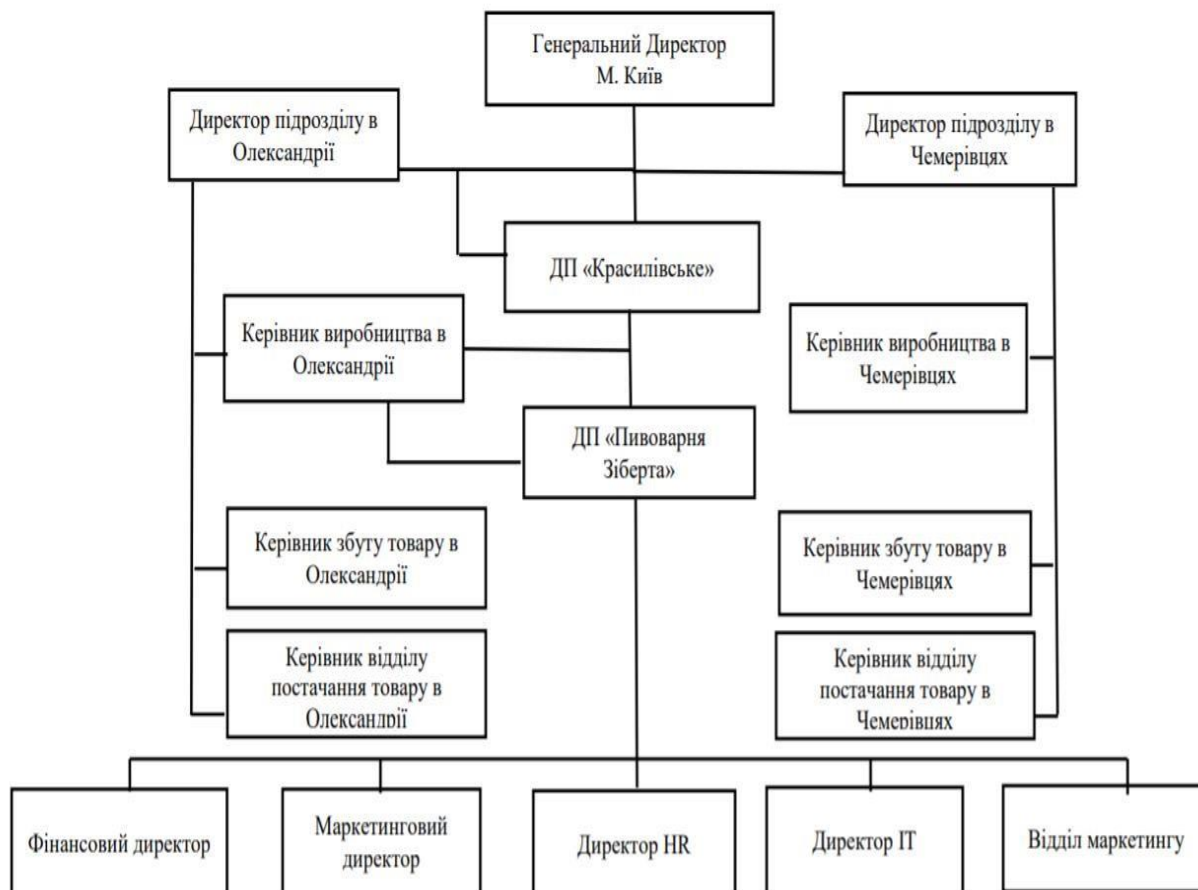 Генеральний Директор
М. Київ
Директор підрозділу в
Олександрії
Директор підрозділу в
Чемерівцях
ДП «Красилівське»
Керівник виробництва в
Олександрії
Керівник виробництва в
Чемерівцях
ДП «Пивоварня
Зіберта»
Керівник збуту товару в
Олександрії
Керівник збуту товару в
Чемерівцях
Керівник відділу
постачання товару в
Олександрії
Керівник відділу
постачання товару в
Чемерівцях
Фінансовий директор
Маркетинговий
директор
Директор HR
Директор ІТ
Відділ маркетингу